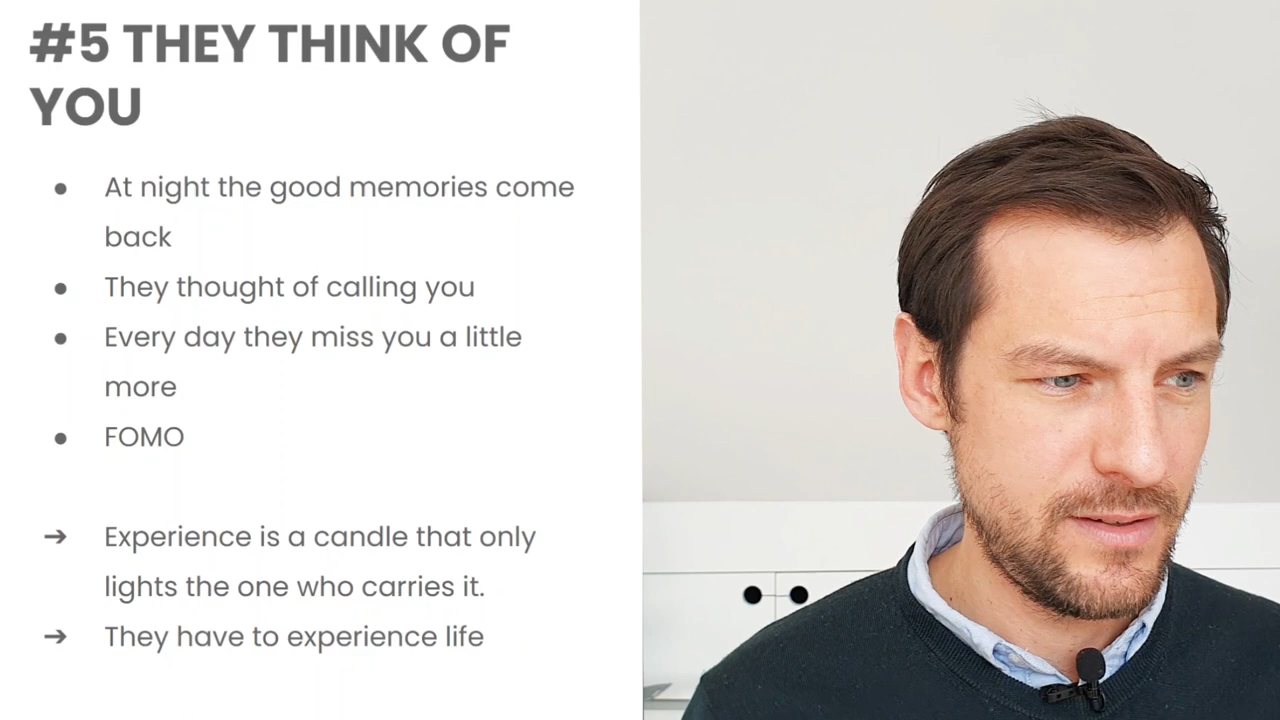 #5 THEY THINK OF
YOU
● At night the good memories come
back
● They thought of calling you
● Every day they miss you a little
more
● FOMO
➔ Experience is a candle that only
lights the one who carries it.
➔ They have to experience life